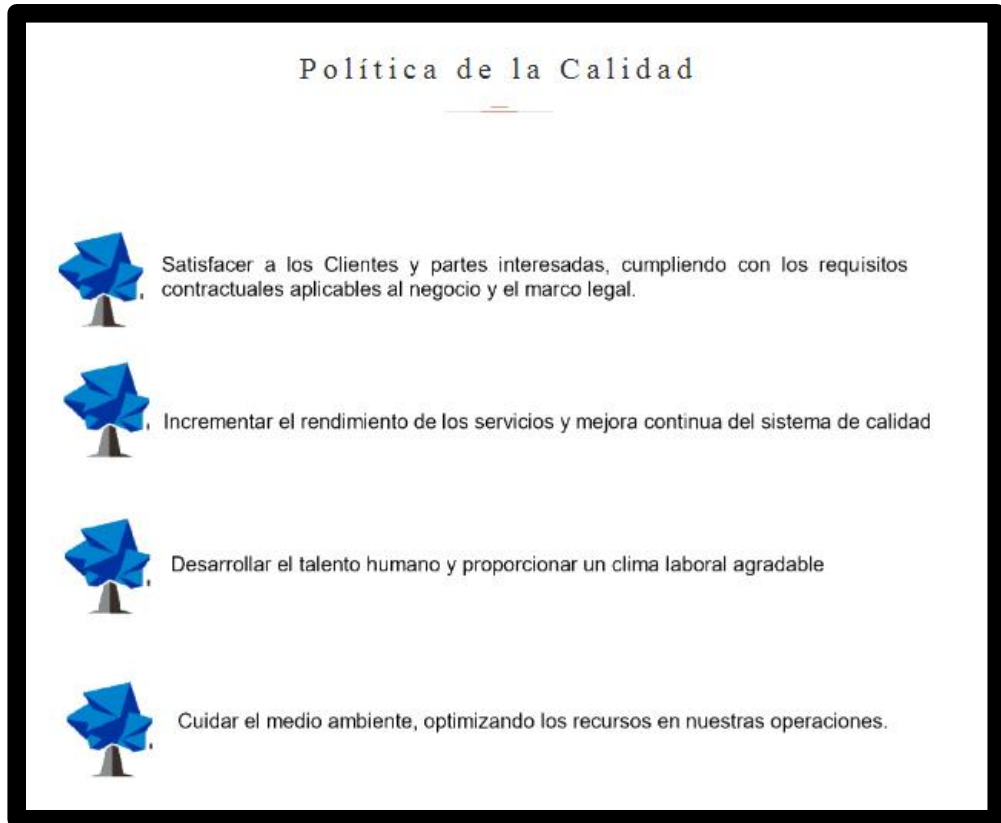 Política de la Calidad
Satisfacer a los Clientes y partes interesadas, cumpliendo con los requisitos
contractuales aplicables al negocio y el marco legal.
Incrementar el rendimiento de los servicios y mejora continua del sistema de calidad
Desarrollar el talento humano y proporcionar un clima laboral agradable
Cuidar el medio ambiente, optimizando los recursos en nuestras operaciones.